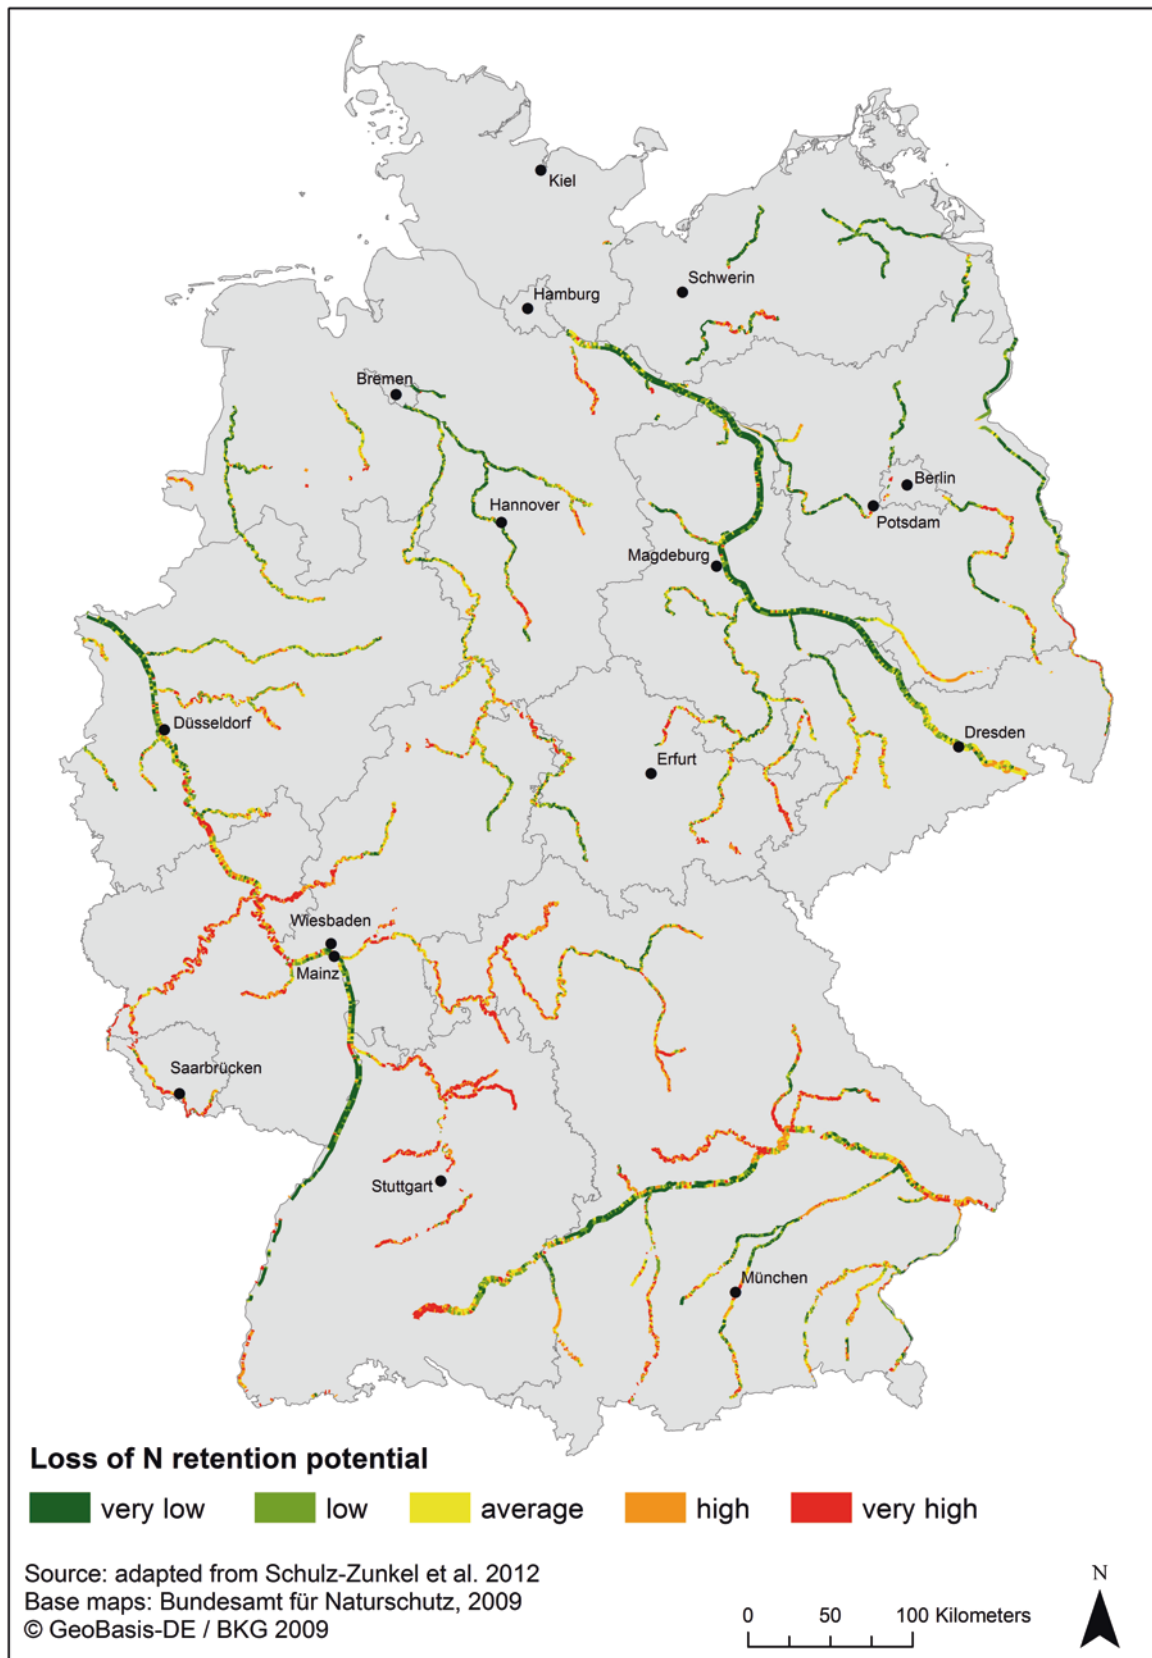 Kiel
Schwerin
Hamburg
Bremen
Berlin
Potsdam
Hannover
Magdeburg
Düsseldorf
Dresden
Erfurt
Wiesbaden
Mainz
Saarbrücken
Stuttgart
München
Loss of N retention potential
very low low average high very high
Source: adapted from Schulz-Zunkel et al. 2012
Base maps: Bundesamt für Naturschutz, 2009
© GeoBasis-DE / BKG 2009
N
0 50 100 Kilometers